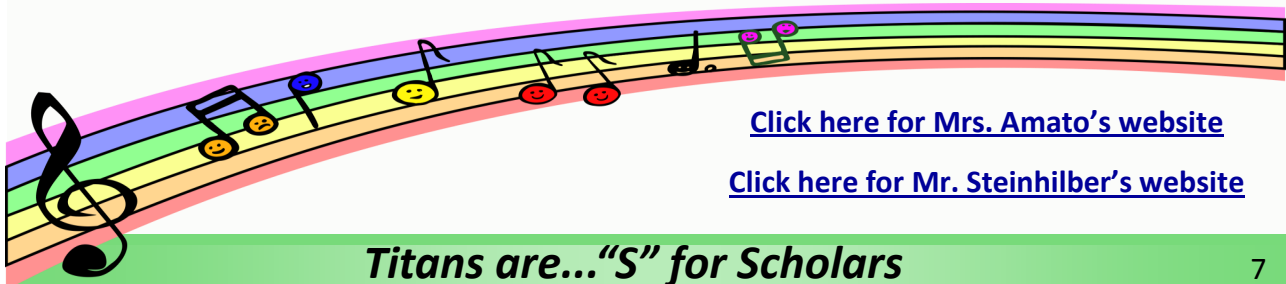 Click here for Mrs. Amato’s website
Click here for Mr. Steinhilber’s website
Titans are...“S” for Scholars 7